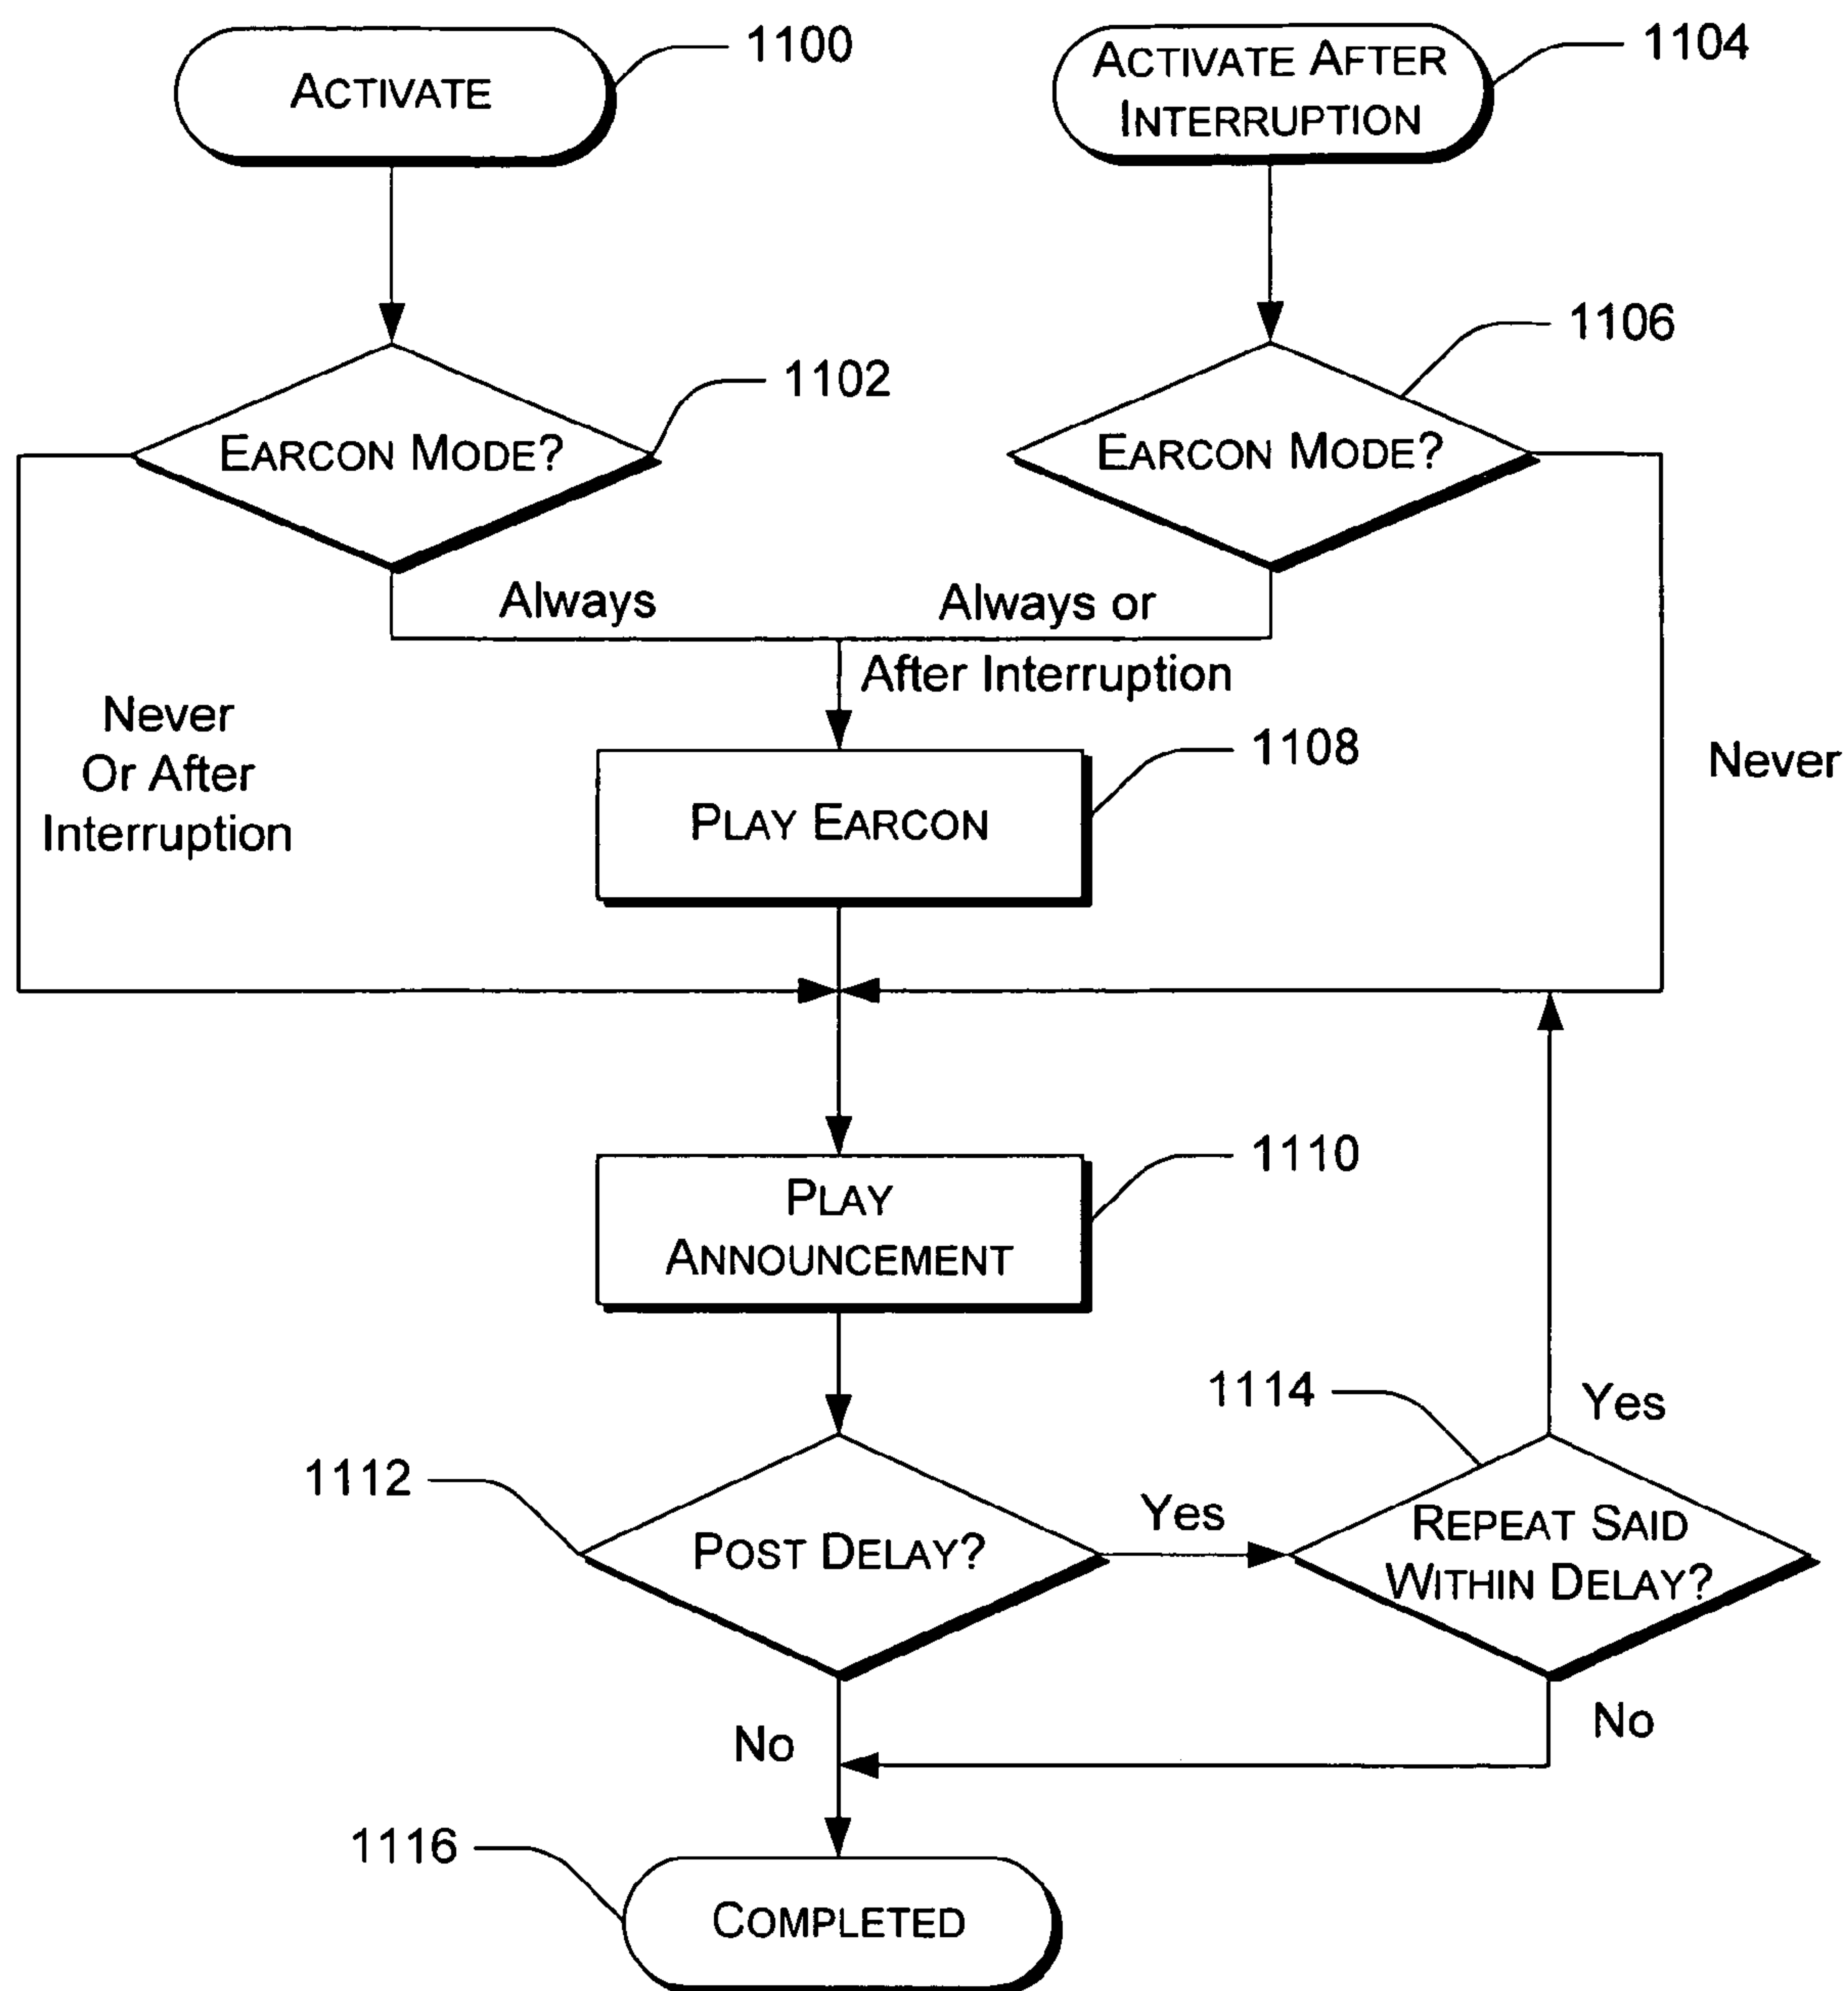 ACTIVATE
1100
ACTIVATE AFTER
INTERRUPTION
1104
EARCON MODE?
1102
EARCON MODE?
1106
Always
Always or
After Interruption
Never
Or After
Interruption
Never
PLAY EARCON
1108
PLAY
ANNOUNCEMENT
1110
POST DELAY?
1112
Yes
REPEAT SAID
WITHIN DELAY?
1114
Yes
No
No
COMPLETED
1116